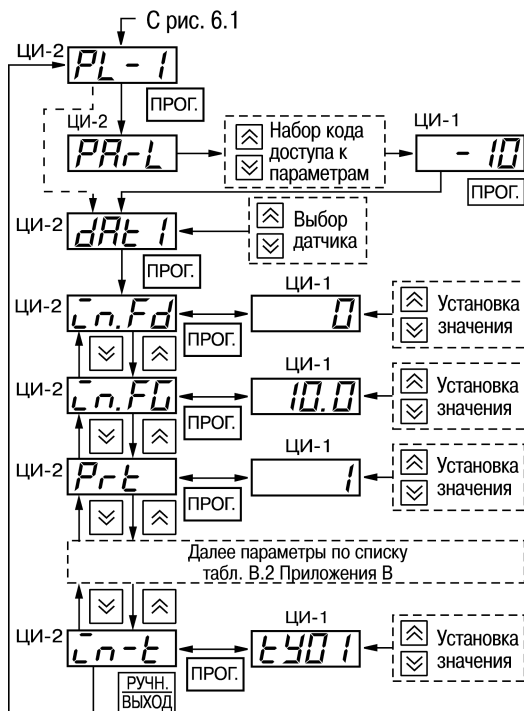 С рис. 6.1
ЦИ-2
PL-1
ПРОГ.
ЦИ-2
PArL
Набор кода
доступа к
параметрам
ЦИ-1
-10
ПРОГ.
ЦИ-2
dAt1
Выбор
датчика
ПРОГ.
ЦИ-2
in.Fd
ПРОГ.
ЦИ-1
0
Установка
значения
ЦИ-2
in.FG
ПРОГ.
ЦИ-1
10.0
Установка
значения
ЦИ-2
Prt
ПРОГ.
ЦИ-1
1
Установка
значения
Далее параметры по списку
табл. В.2 Приложения В
ЦИ-2
in-t
ПРОГ.
ЦИ-1
tY01
Установка
значения
РУЧН.
ВЫХОД